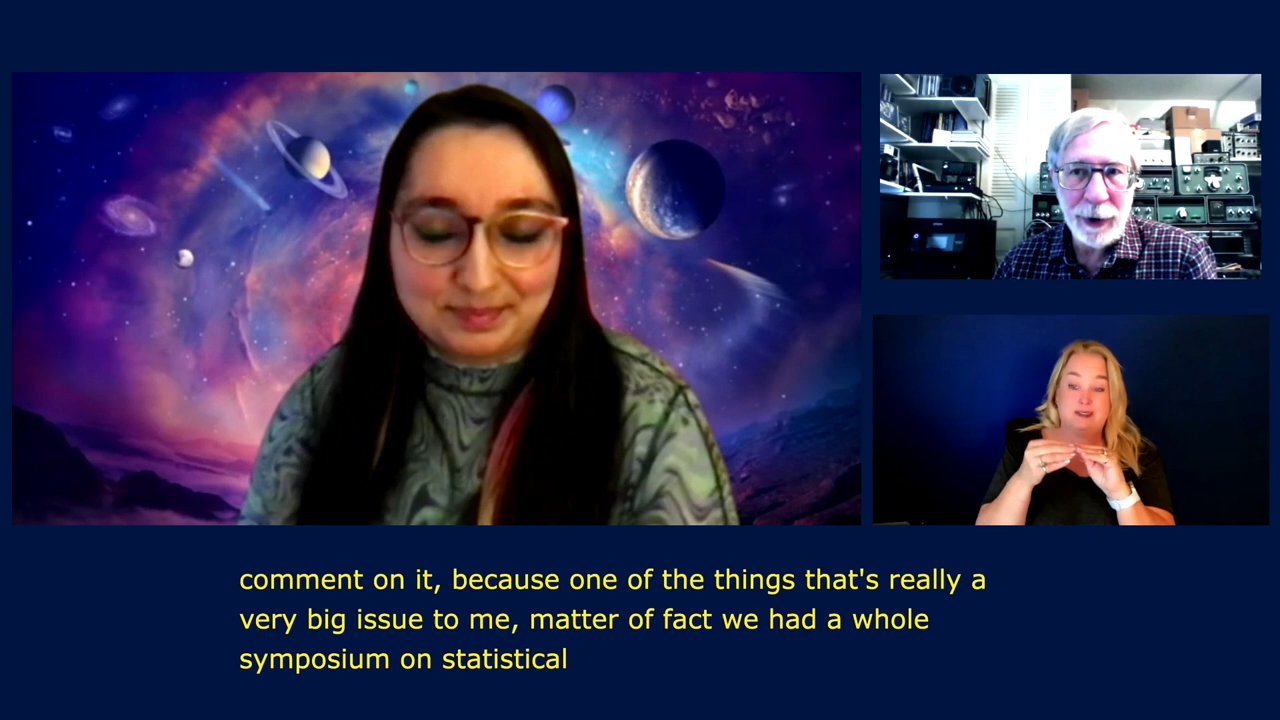 comment on it, because one of the things that's really a
very big issue to me, matter of fact we had a whole
symposium on statistical